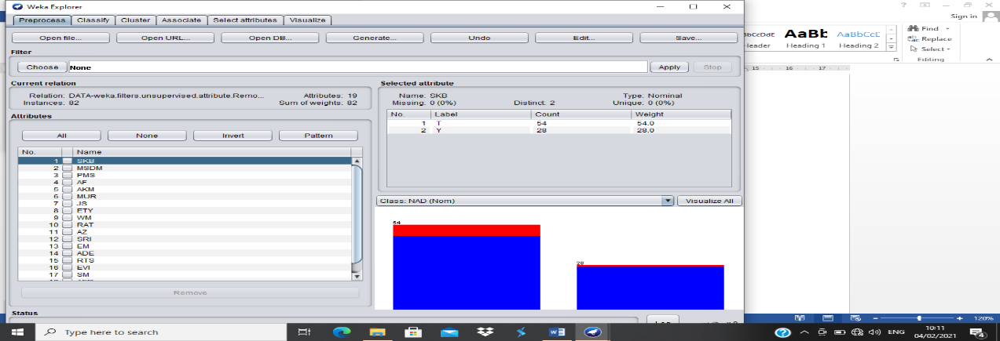 Weka Explorer
Preprocess Classify Cluster Associate Select attributes Visualize
Open file... Open URL... Open DB... Generate... Undo Edit... Save...
Filter
Choose None Apply Stop
Current relation
Relation: DATA-weka.filters.unsupervised.attribute.Remo... Attributes: 19
Instances: 82 Sum of weights: 82
Attributes
All None Invert Pattern
No. Name
1 SKB
2 MSDM
3 PMS
4 AF
5 AKM
6 MUR
7 JS
8 ETY
9 WM
10 RAT
11 AZ
12 SRI
13 EM
14 ADE
15 RTS
16 EVI
17 SM
Remove
Status
Selected attribute
Name: SKB Type: Nominal
Missing: 0 (0%) Distinct: 2 Unique: 0 (0%)
No. Label Count Weight
1 T 54 54.0
2 Y 28 28.0
Class: NAD (Nom) Visualize All
54
28
Sign in
AaBb AaBbCcC
Heading 1 Heading 2
Find
Replace
Select
Editing
15 16 17
120%
Type here to search
ENG
10:11
04/02/2021
4